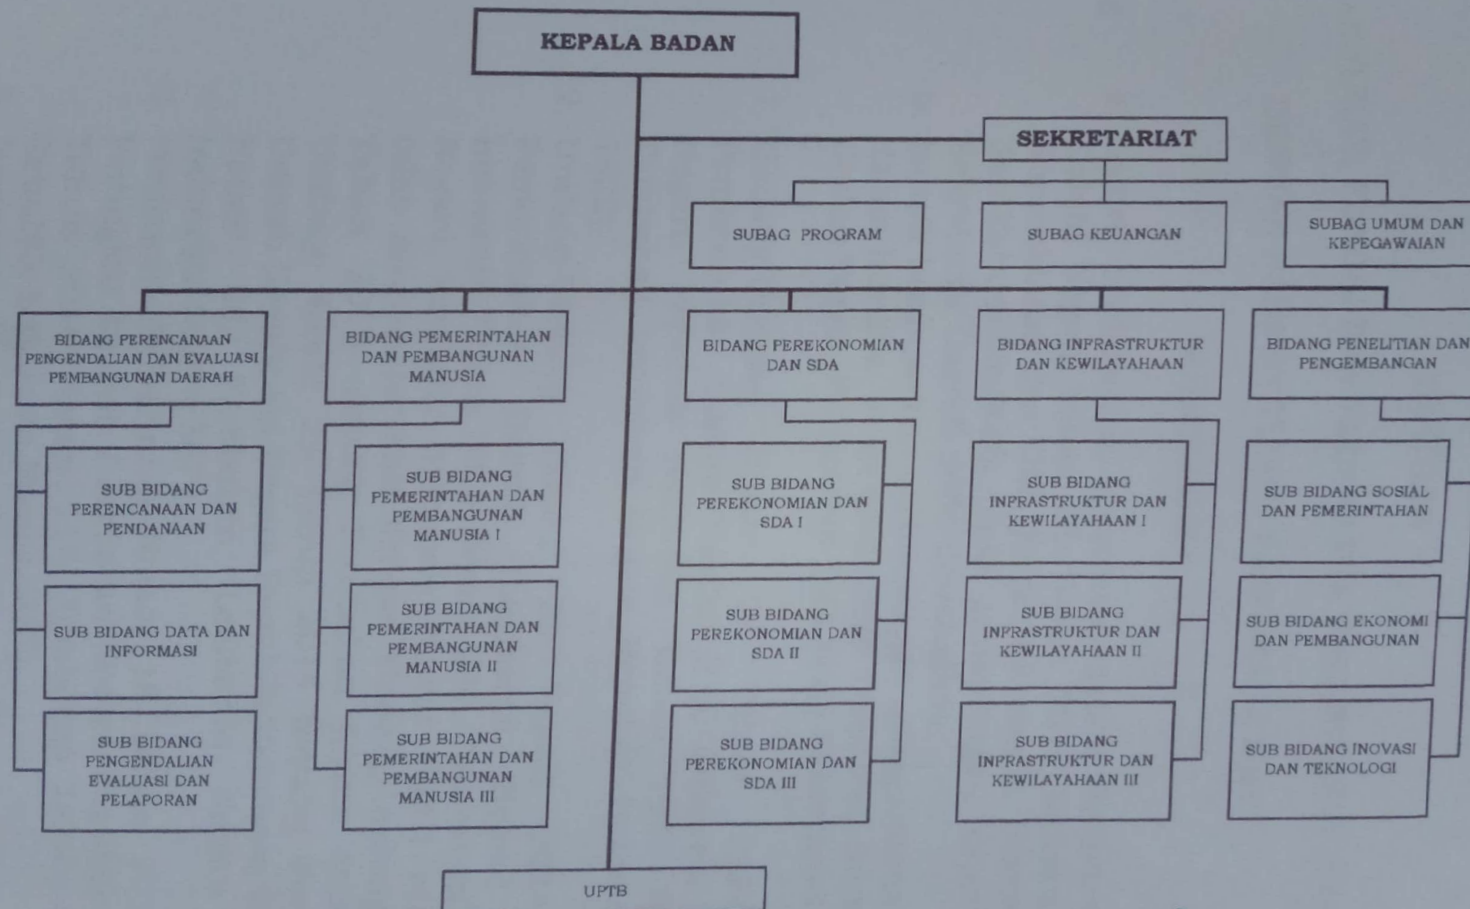 KEPALA BADAN
SEKRETARIAT
SUBAG PROGRAM
SUBAG KEUANGAN
SUBAG UMUM DAN
KEPEGAWAIAN
BIDANG PERENCANAAN
PENGENDALIAN DAN EVALUASI
PEMBANGUNAN DAERAH
BIDANG PEMERINTAHAN
DAN PEMBANGUNAN
MANUSIA
BIDANG PEREKONOMIAN
DAN SDA
BIDANG INFRASTRUKTUR
DAN KEWILAYAHAAN
BIDANG PENELITIAN DAN
PENGEMBANGAN
SUB BIDANG
PERENCANAAN DAN
PENDANAAN
SUB BIDANG
PEMERINTAHAN DAN
PEMBANGUNAN
MANUSIA I
SUB BIDANG
PEREKONOMIAN DAN
SDA I
SUB BIDANG
INPRASTRUKTUR DAN
KEWILAYAHAAN I
SUB BIDANG SOSIAL
DAN PEMERINTAHAN
SUB BIDANG DATA DAN
INFORMASI
SUB BIDANG
PEMERINTAHAN DAN
PEMBANGUNAN
MANUSIA II
SUB BIDANG
PEREKONOMIAN DAN
SDA II
SUB BIDANG
INPRASTRUKTUR DAN
KEWILAYAHAAN II
SUB BIDANG EKONOMI
DAN PEMBANGUNAN
SUB BIDANG
PENGENDALIAN
EVALUASI DAN
PELAPORAN
SUB BIDANG
PEMERINTAHAN DAN
PEMBANGUNAN
MANUSIA III
SUB BIDANG
PEREKONOMIAN DAN
SDA III
SUB BIDANG
INPRASTRUKTUR DAN
KEWILAYAHAAN III
SUB BIDANG INOVASI
DAN TEKNOLOGI
UPTB